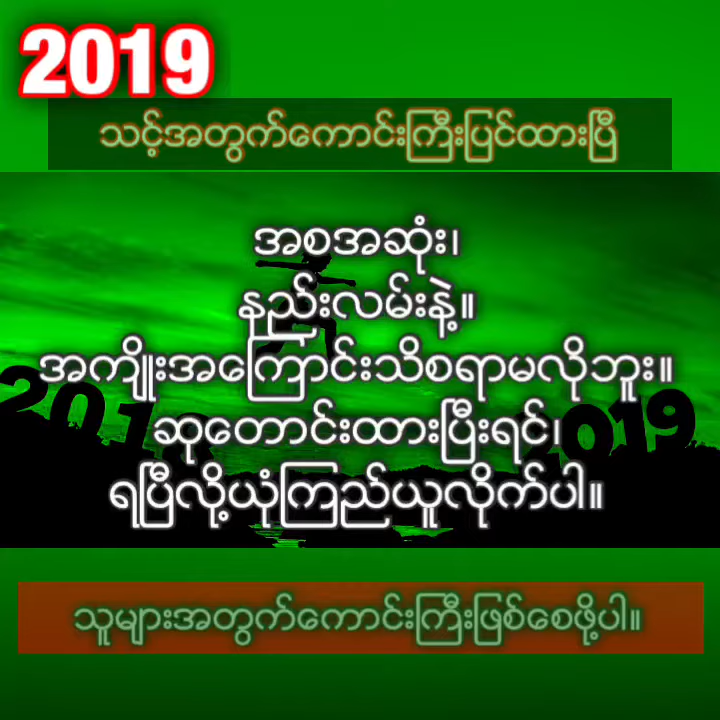 2019
သင့်အတွက်ကောင်းကြီးပြင်ထားပြီ
အစအဆုံး၊
နည်းလမ်းနဲ့။
အကျိုးအကြောင်းသိစရာမလိုဘူး။
2018 2019
ဆုတောင်းထားပြီးရင်၊
ရပြီလို့ယုံကြည်ယူလိုက်ပါ။
သူများအတွက်ကောင်းကြီးဖြစ်စေဖို့ပါ။